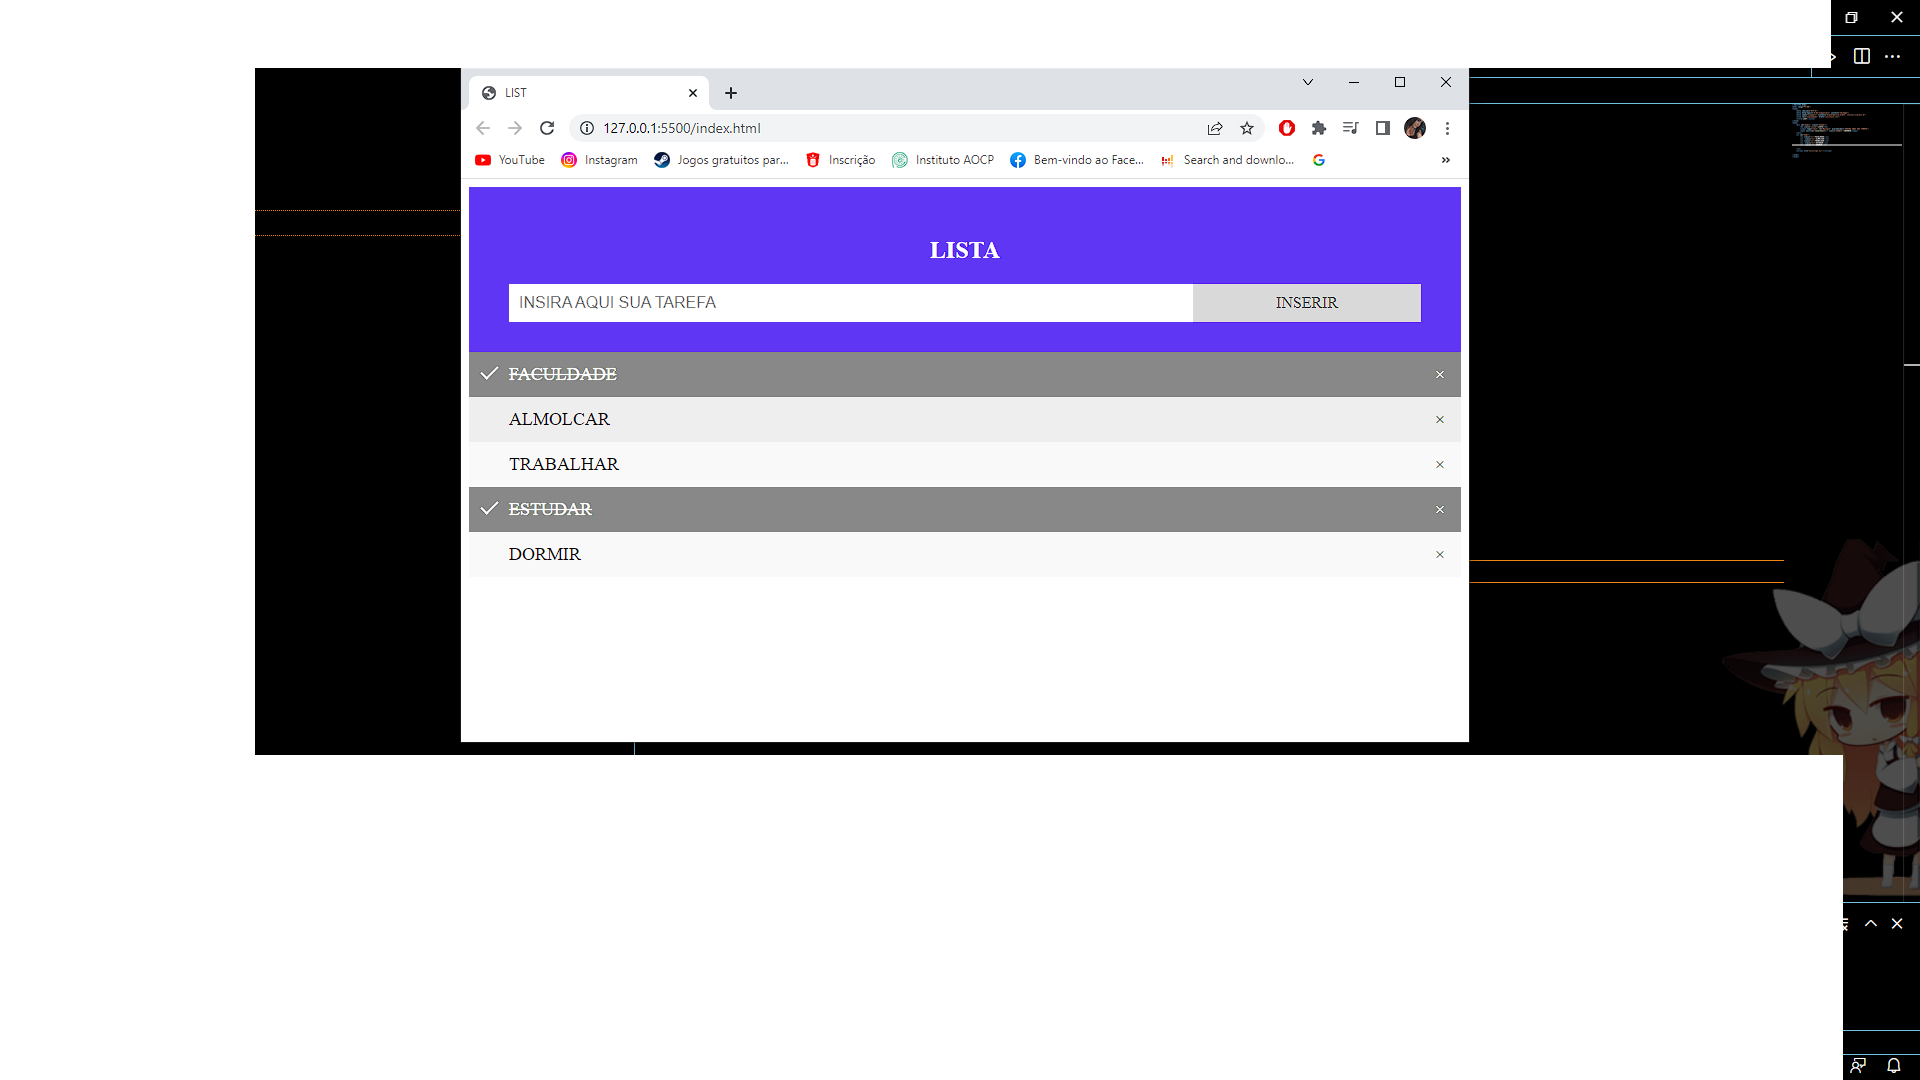 LIST
127.0.0.1:5500/index.html
YouTube Instagram Jogos gratuitos par... Inscrição Instituto AOCP Bem-vindo ao Face... Search and downlo...
LISTA
INSIRA AQUI SUA TAREFA INSERIR
FACULDADE
ALMOLCAR
TRABALHAR
ESTUDAR
DORMIR